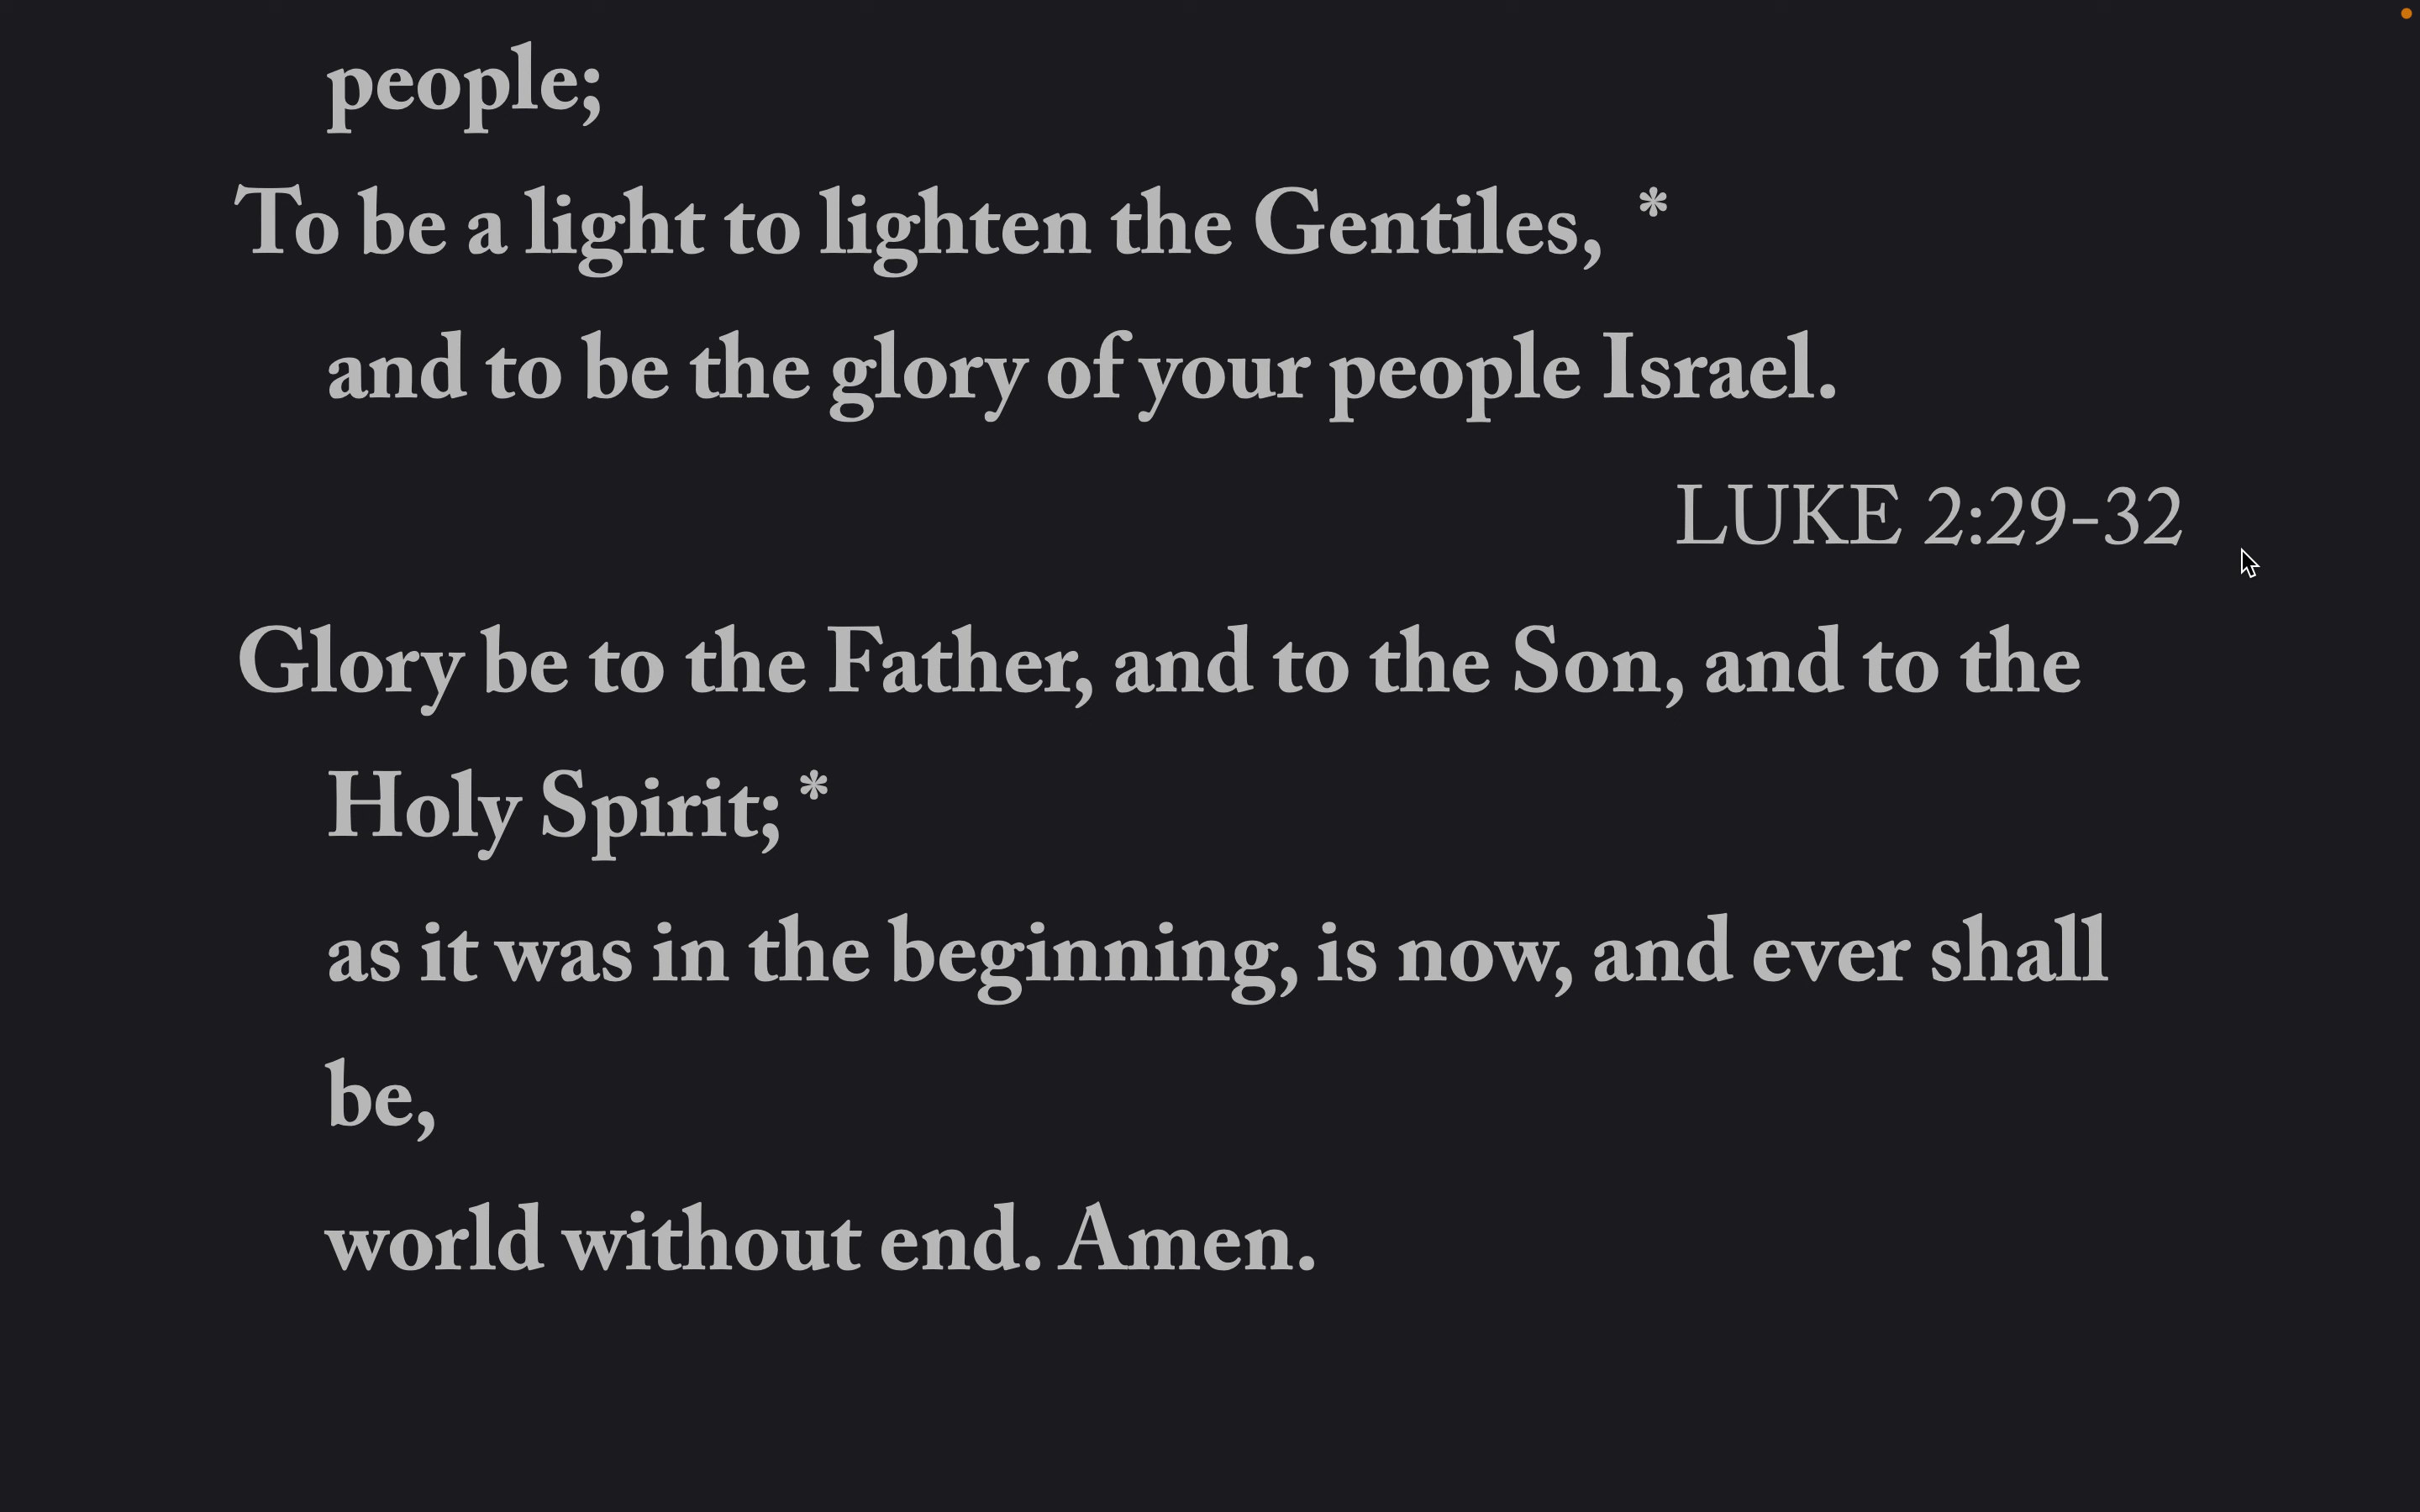 people;
To be a light to lighten the Gentiles, *
and to be the glory of your people Israel.
LUKE 2:29–32
Glory be to the Father, and to the Son, and to the
Holy Spirit; *
as it was in the beginning, is now, and ever shall
be,
world without end. Amen.